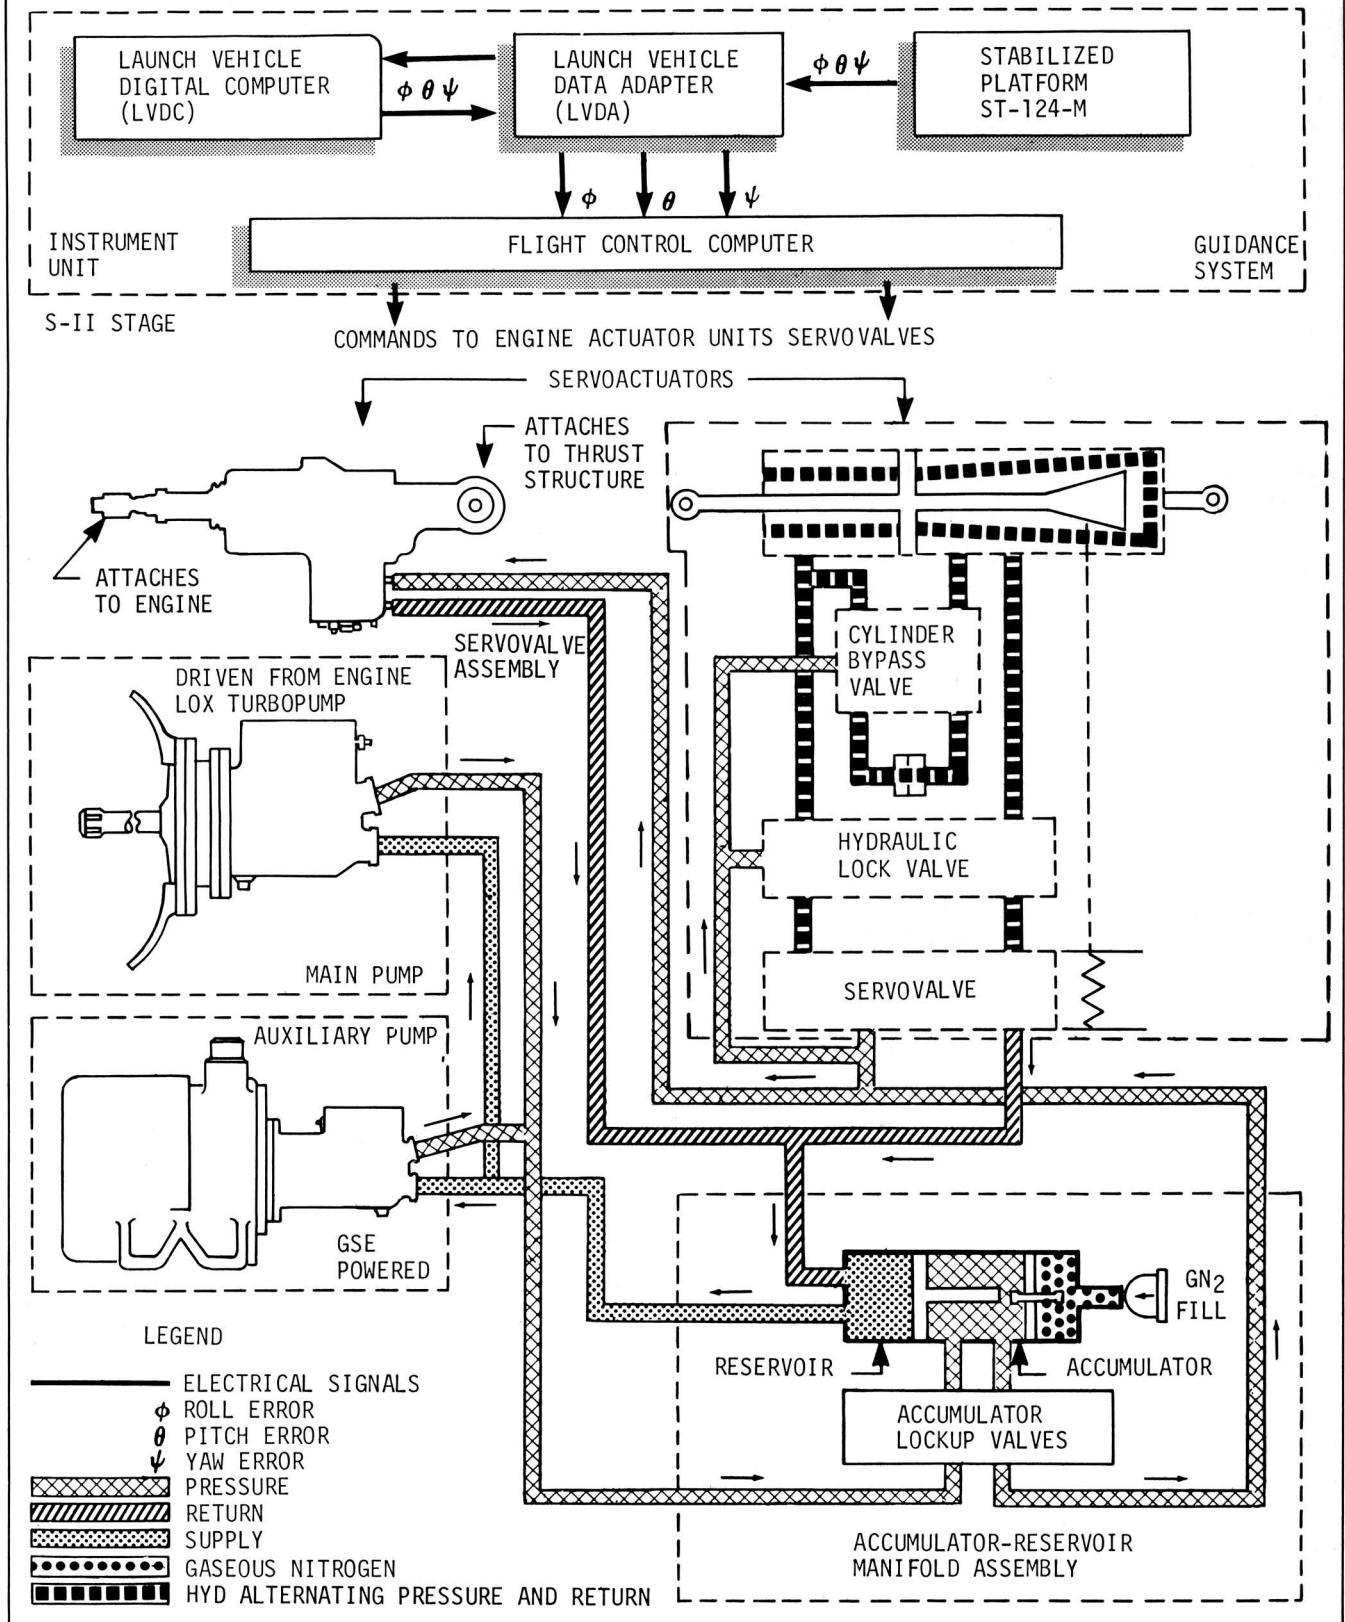 LAUNCH VEHICLE
DIGITAL COMPUTER
(LVDC)
ϕ θ ψ
LAUNCH VEHICLE
DATA ADAPTER
(LVDA)
ϕ θ ψ
STABILIZED
PLATFORM
ST-124-M
ϕ
θ
ψ
INSTRUMENT
UNIT
FLIGHT CONTROL COMPUTER
GUIDANCE
SYSTEM
S-II STAGE
COMMANDS TO ENGINE ACTUATOR UNITS SERVOVALVES
SERVOACTUATORS
ATTACHES
TO THRUST
STRUCTURE
ATTACHES
TO ENGINE
SERVOVALVE
ASSEMBLY
CYLINDER
BYPASS
VALVE
DRIVEN FROM ENGINE
LOX TURBOPUMP
MAIN PUMP
HYDRAULIC
LOCK VALVE
SERVOVALVE
AUXILIARY PUMP
GSE
POWERED
GN2
FILL
RESERVOIR
ACCUMULATOR
ACCUMULATOR
LOCKUP VALVES
ACCUMULATOR-RESERVOIR
MANIFOLD ASSEMBLY
LEGEND
ELECTRICAL SIGNALS
ϕ ROLL ERROR
θ PITCH ERROR
ψ YAW ERROR
PRESSURE
RETURN
SUPPLY
GASEOUS NITROGEN
HYD ALTERNATING PRESSURE AND RETURN